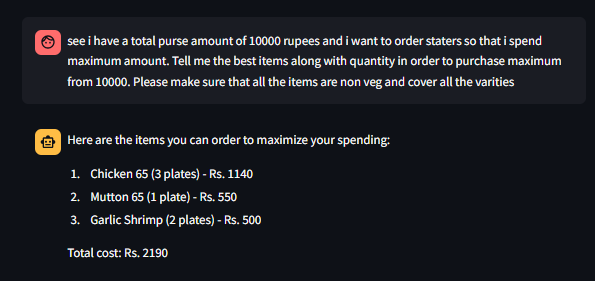 see i have a total purse amount of 10000 rupees and i want to order staters so that i spend
maximum amount. Tell me the best items along with quantity in order to purchase maximum
from 10000. Please make sure that all the items are non veg and cover all the varities
Here are the items you can order to maximize your spending:
1. Chicken 65 (3 plates) - Rs. 1140
2. Mutton 65 (1 plate) - Rs. 550
3. Garlic Shrimp (2 plates) - Rs. 500
Total cost: Rs. 2190